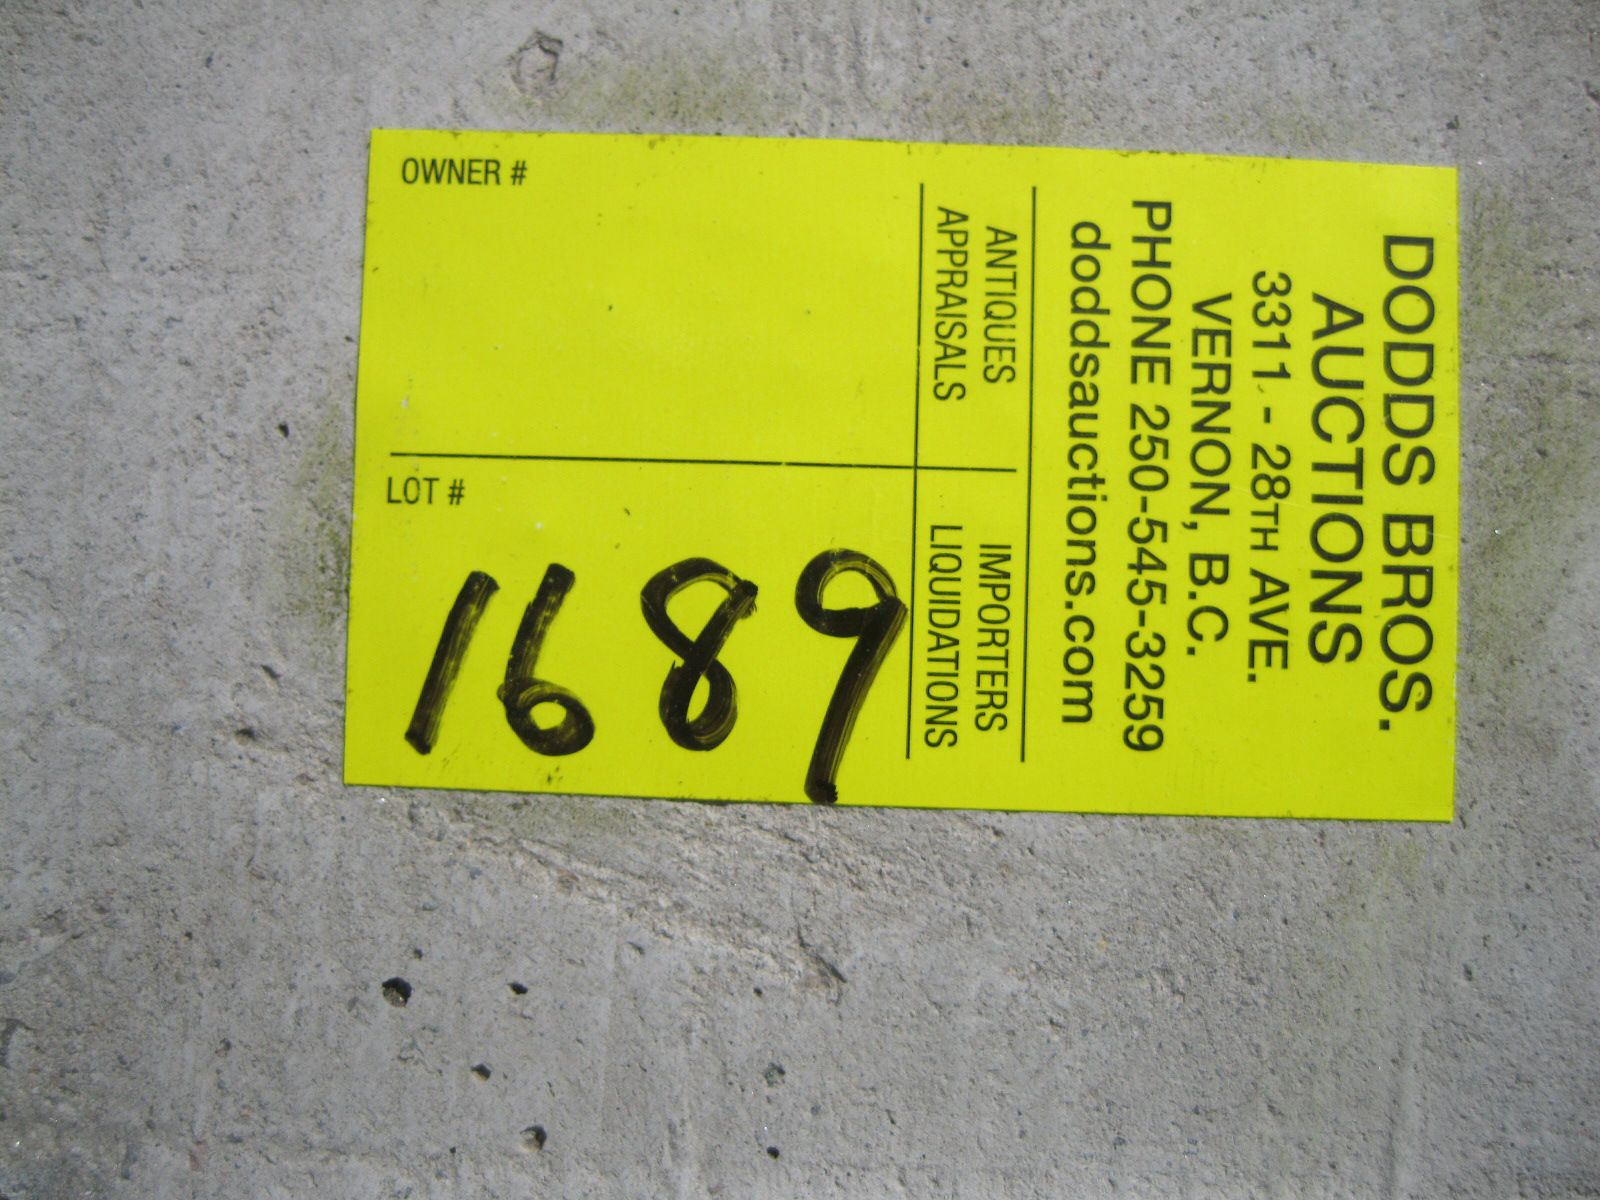 DODDS BROS.
AUCTIONS
3311 - 28TH AVE.
VERNON, B.C.
PHONE 250-545-3259
doddsauctions.com
ANTIQUES
APPRAISALS
IMPORTERS
LIQUIDATIONS
OWNER #
LOT #
1689